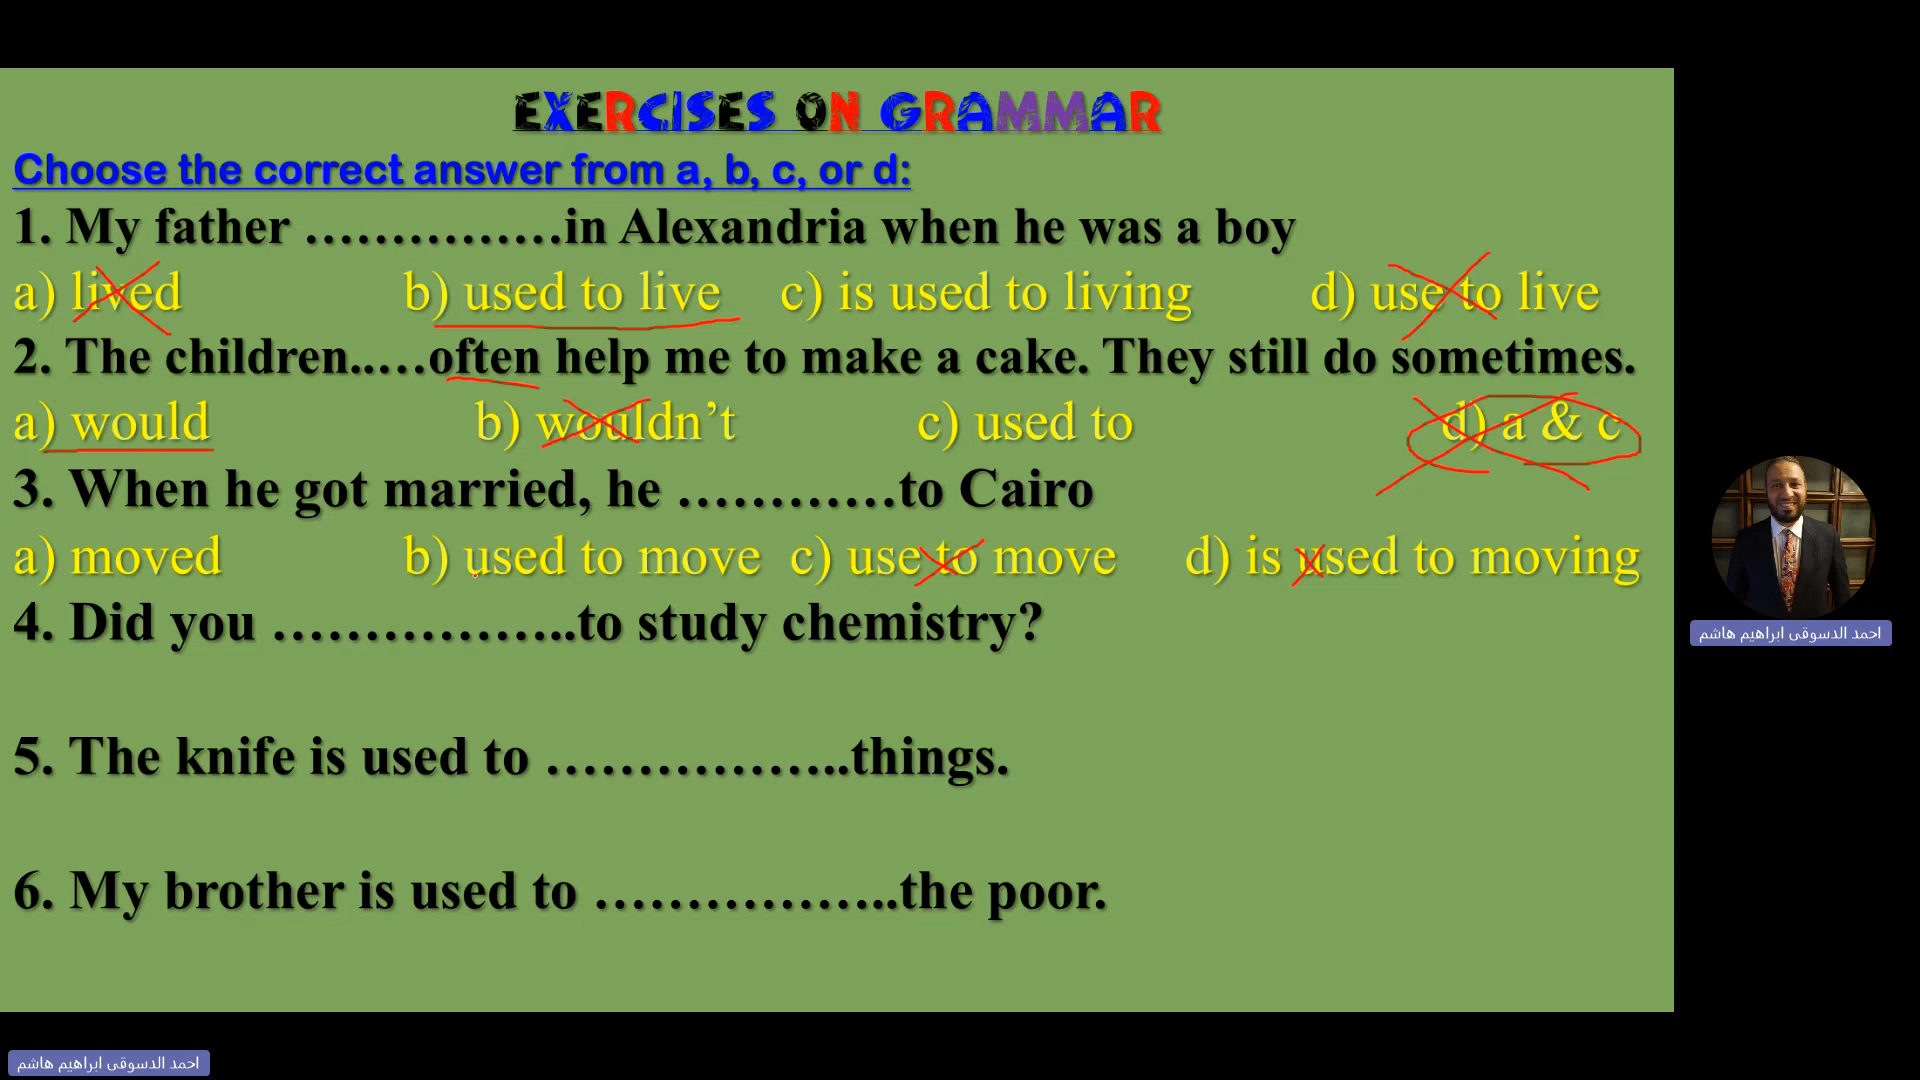 EXERCISES ON GRAMMAR
Choose the correct answer from a, b, c, or d:
1. My father ……………in Alexandria when he was a boy
a) lived b) used to live c) is used to living d) use to live
2. The children..…often help me to make a cake. They still do sometimes.
a) would b) wouldn’t c) used to d) a & c
3. When he got married, he …………to Cairo
a) moved b) used to move c) use to move d) is used to moving
4. Did you ……………..to study chemistry?
5. The knife is used to ……………..things.
6. My brother is used to ……………..the poor.
احمد الدسوقى ابراهيم هاشم
احمد الدسوقى ابراهيم هاشم